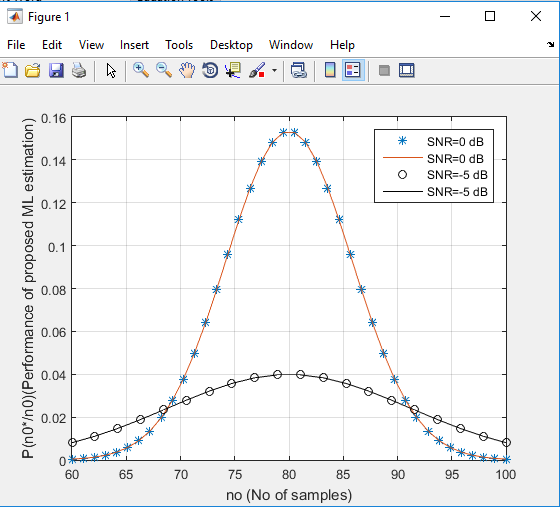 Figure 1
File Edit View Insert Tools Desktop Window Help
P(n0*/n0)(Performance of proposed ML estimation)
0.16
0.14
0.12
0.1
0.08
0.06
0.04
0.02
0
SNR=0 dB
SNR=0 dB
SNR=-5 dB
SNR=-5 dB
60 65 70 75 80 85 90 95 100
no (No of samples)